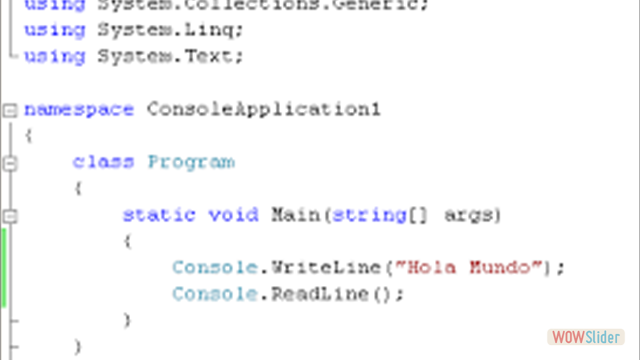 using System.Collections.Generic;
using System.Linq;
using System.Text;
namespace ConsoleApplication1
{
class Program
{
static void Main(string[] args)
{
Console.WriteLine("Hola Mundo");
Console.ReadLine();
}
}
WOWSlider